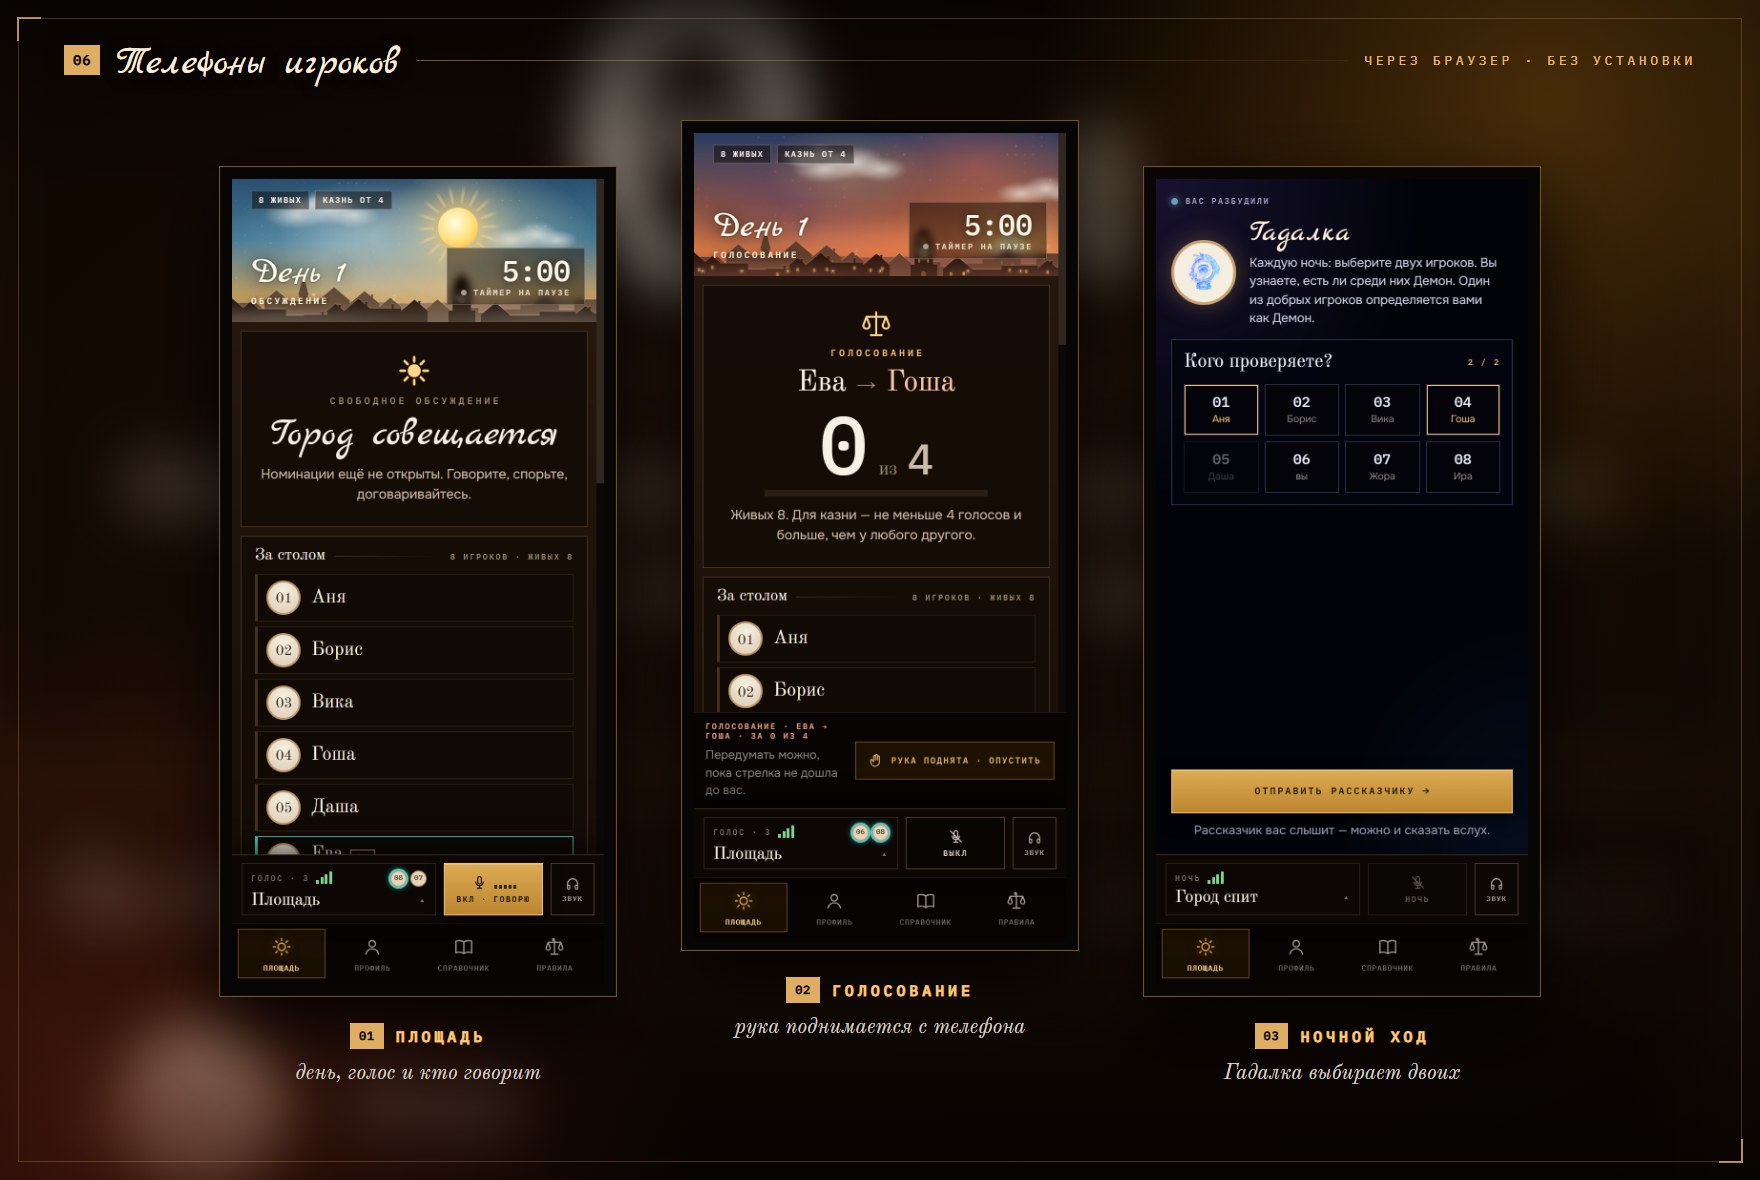 06 Телефоны игроков
ЧЕРЕЗ БРАУЗЕР · БЕЗ УСТАНОВКИ
8 ЖИВЫХ КАЗНЬ ОТ 4
День 1
ОБСУЖДЕНИЕ
5:00
ТАЙМЕР НА ПАУЗЕ
СВОБОДНОЕ ОБСУЖДЕНИЕ
Город совещается
Номинации ещё не открыты. Говорите, спорьте,
договаривайтесь.
За столом 8 ИГРОКОВ · ЖИВЫХ 8
01 Аня
02 Борис
03 Вика
04 Гоша
05 Даша
Ева
ГОЛОС · 3 08 07
Площадь
ВКЛ · ГОВОРЮ
ЗВУК
ПЛОЩАДЬ ПРОФИЛЬ СПРАВОЧНИК ПРАВИЛА
01 ПЛОЩАДЬ
день, голос и кто говорит
8 ЖИВЫХ КАЗНЬ ОТ 4
День 1
ГОЛОСОВАНИЕ
5:00
ТАЙМЕР НА ПАУЗЕ
ГОЛОСОВАНИЕ
Ева → Гоша
0 из 4
Живых 8. Для казни — не меньше 4 голосов и
больше, чем у любого другого.
За столом 8 ИГРОКОВ · ЖИВЫХ 8
01 Аня
02 Борис
ГОЛОСОВАНИЕ · ЕВА →
ГОША · ЗА 0 ИЗ 4
Передумать можно,
пока стрелка не дошла
до вас.
РУКА ПОДНЯТА · ОПУСТИТЬ
ГОЛОС · 3 06 08
Площадь
ВЫКЛ
ЗВУК
ПЛОЩАДЬ ПРОФИЛЬ СПРАВОЧНИК ПРАВИЛА
02 ГОЛОСОВАНИЕ
рука поднимается с телефона
ВАС РАЗБУДИЛИ
Гадалка
Каждую ночь: выберите двух игроков. Вы
узнаете, есть ли среди них Демон. Один
из добрых игроков определяется вами
как Демон.
Кого проверяете? 2 / 2
01 02 03 04
Аня Борис Вика Гоша
05 06 07 08
Даша вы Жора Ира
ОТПРАВИТЬ РАССКАЗЧИКУ →
Рассказчик вас слышит — можно и сказать вслух.
НОЧЬ
Город спит
НОЧЬ
ЗВУК
ПЛОЩАДЬ ПРОФИЛЬ СПРАВОЧНИК ПРАВИЛА
03 НОЧНОЙ ХОД
Гадалка выбирает двоих